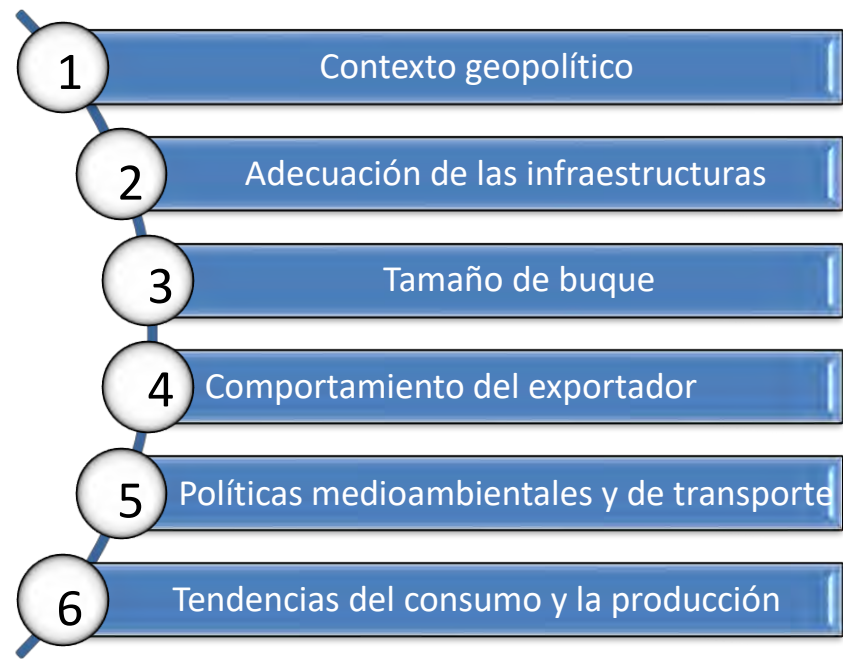 1 Contexto geopolítico
2 Adecuación de las infraestructuras
3 Tamaño de buque
4 Comportamiento del exportador
5 Políticas medioambientales y de transporte
6 Tendencias del consumo y la producción